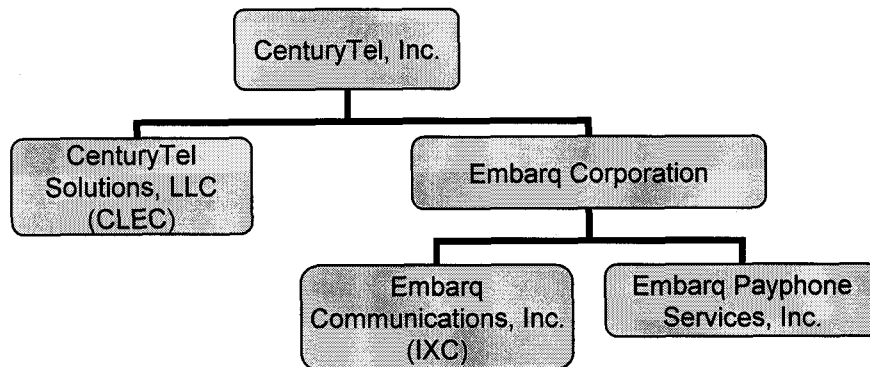 CenturyTel, Inc.
CenturyTel
Solutions, LLC
(CLEC)
Embarq Corporation
Embarq
Communications, Inc.
(IXC)
Embarq Payphone
Services, Inc.